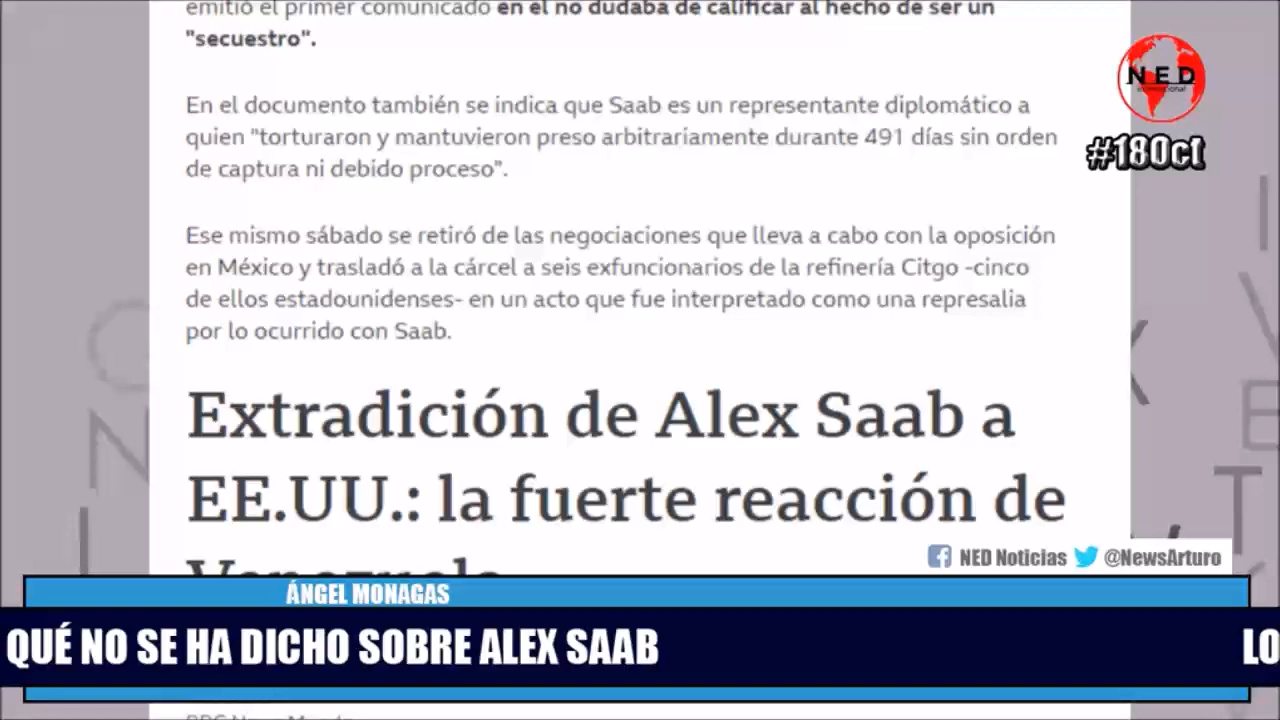 emitió el primer comunicado en el no dudaba de calificar al hecho de ser un
"secuestro".
En el documento también se indica que Saab es un representante diplomático a
quien "torturaron y mantuvieron preso arbitrariamente durante 491 días sin orden
de captura ni debido proceso".
Ese mismo sábado se retiró de las negociaciones que lleva a cabo con la oposición
en México y trasladó a la cárcel a seis exfuncionarios de la refinería Citgo -cinco
de ellos estadounidenses- en un acto que fue interpretado como una represalia
por lo ocurrido con Saab.
Extradición de Alex Saab a
EE.UU.: la fuerte reacción de
Venezuela
NED
#180ct
NED Noticias @NewsArturo
ÁNGEL MONAGAS
QUÉ NO SE HA DICHO SOBRE ALEX SAAB
LO